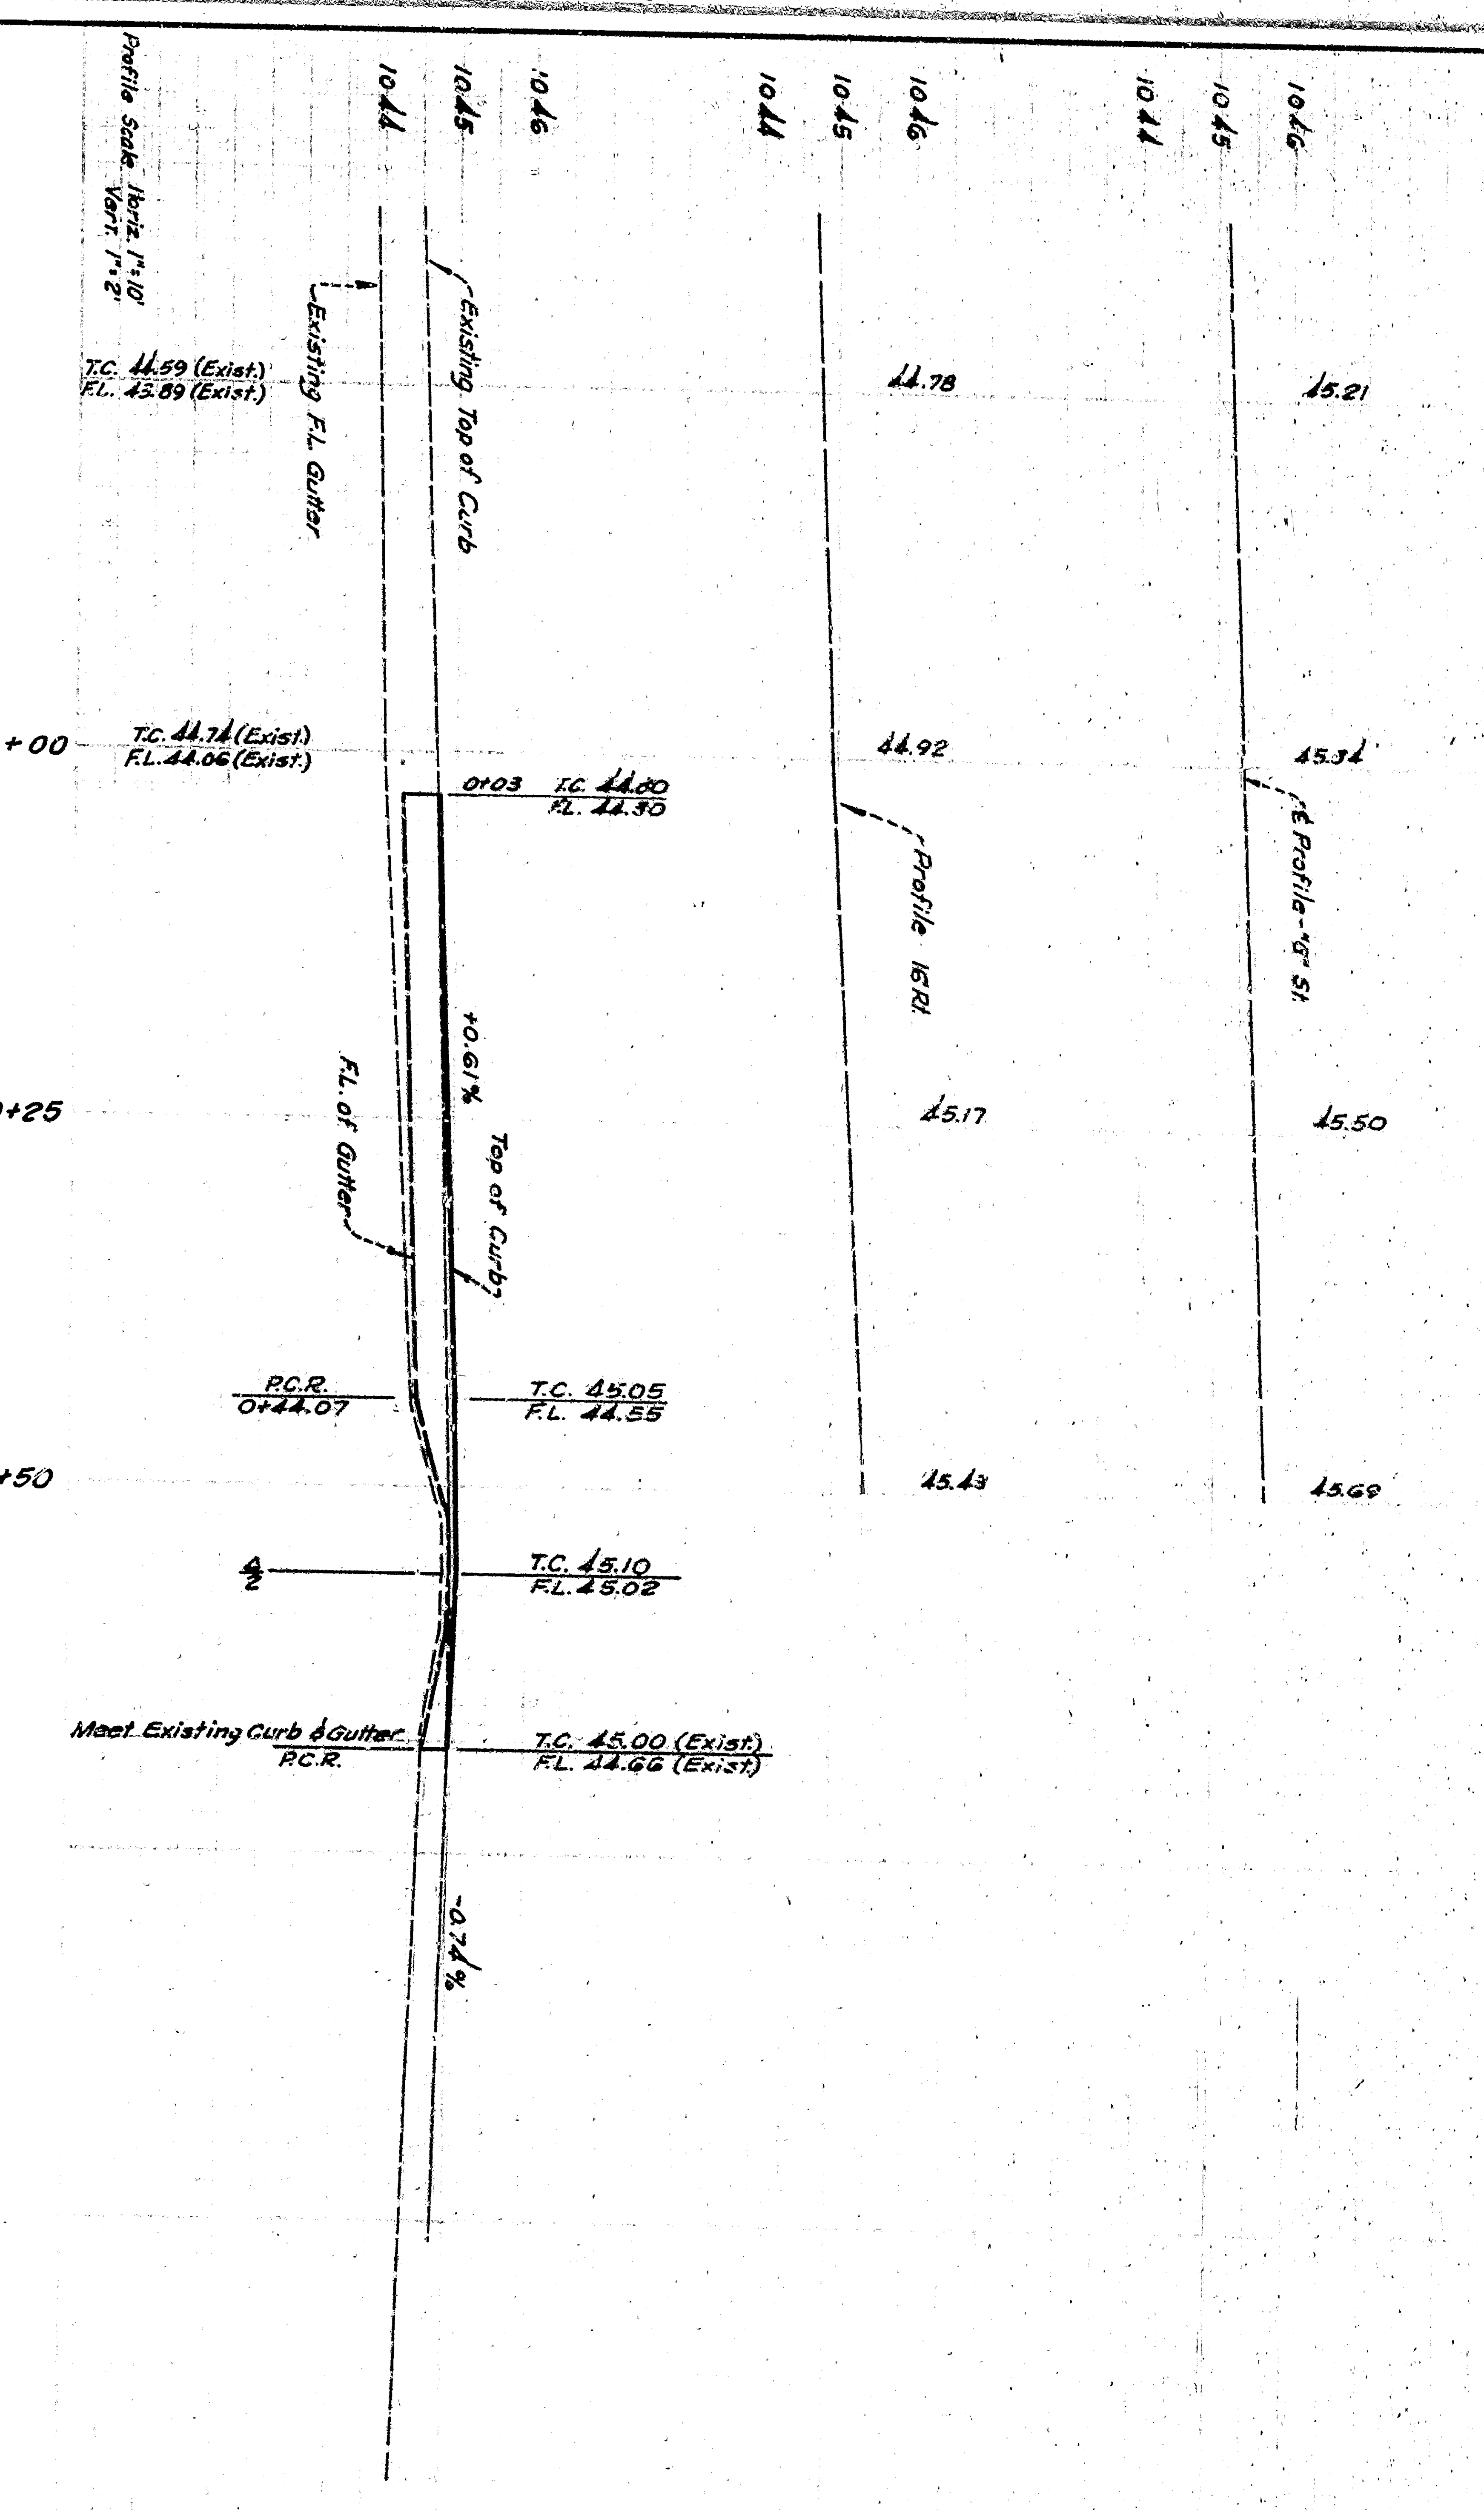 1044
1045
1046
1044
1045
1046
1044
1045
1046
Profile Scale Horiz. 1"=10'
Vert. 1"=2'
Existing F.L. Gutter
Existing Top of Curb
T.C. 44.59 (Exist.)
F.L. 43.89 (Exist.)
44.78
45.21
+00
T.C. 44.74 (Exist.)
F.L. 44.06 (Exist.)
44.92
45.34
0+03 T.C. 44.80
F.L. 44.30
Profile 16 Rt.
℄ Profile - "G" St.
+0.61%
F.L. of Gutter
Top of Curb
+25
45.17
45.50
P.C.R.
0+44.07
T.C. 45.05
F.L. 44.55
+50
45.43
45.69
Δ
2
T.C. 45.10
F.L. 45.02
Meet Existing Curb & Gutter
P.C.R.
T.C. 45.00 (Exist.)
F.L. 44.66 (Exist)
-0.74%